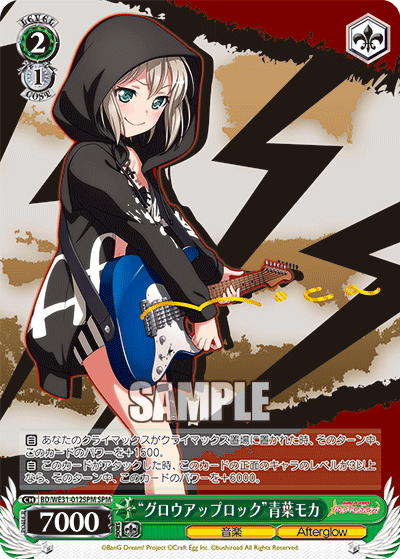 LEVEL
2
1
COST
SAMPLE
自 あなたのクライマックスがクライマックス置場に置かれた時、そのターン中、
このカードのパワーを+1500。
自 このカードがアタックした時、このカードの正面のキャラのレベルが3以上
なら、そのターン中、このカードのパワーを+6000。
CH BD/WE31-012SPM SPM
7000
“グロウアップロック”青葉モカ
音楽
Afterglow
©BanG Dream! Project ©Craft Egg Inc. ©bushiroad All Rights Reserved.